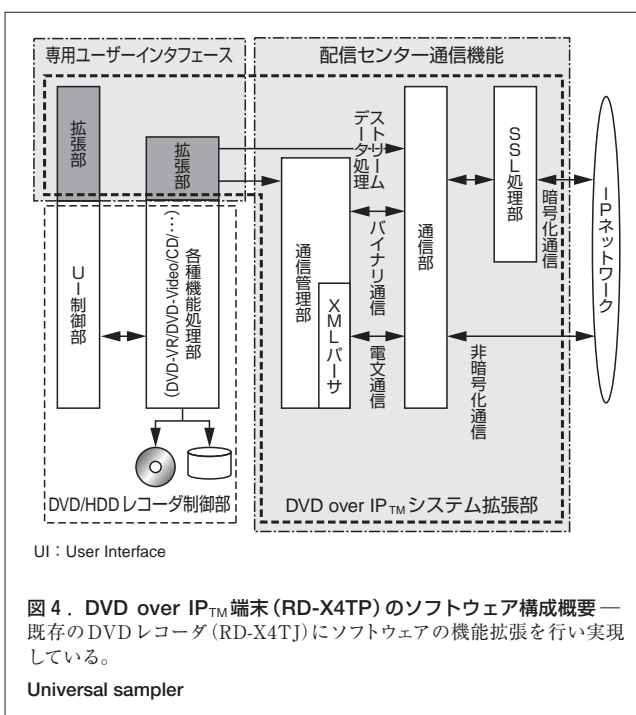 専用ユーザーインタフェース
配信センター通信機能
拡張部
拡張部
ストリーム
データ処理
SSL処理部
通信部
通信管理部
XMLパーサ
バイナリ通信
電文通信
暗号化通信
非暗号化通信
IPネットワーク
UI制御部
各種機能処理部
(DVD-VR/DVD-Video/CD/…)
DVD/HDDレコーダ制御部
DVD over IP™システム拡張部
UI：User Interface
図4．DVD over IP™端末（RD-X4TP）のソフトウェア構成概要―
既存のDVDレコーダ（RD-X4TJ）にソフトウェアの機能拡張を行い実現
している。
Universal sampler